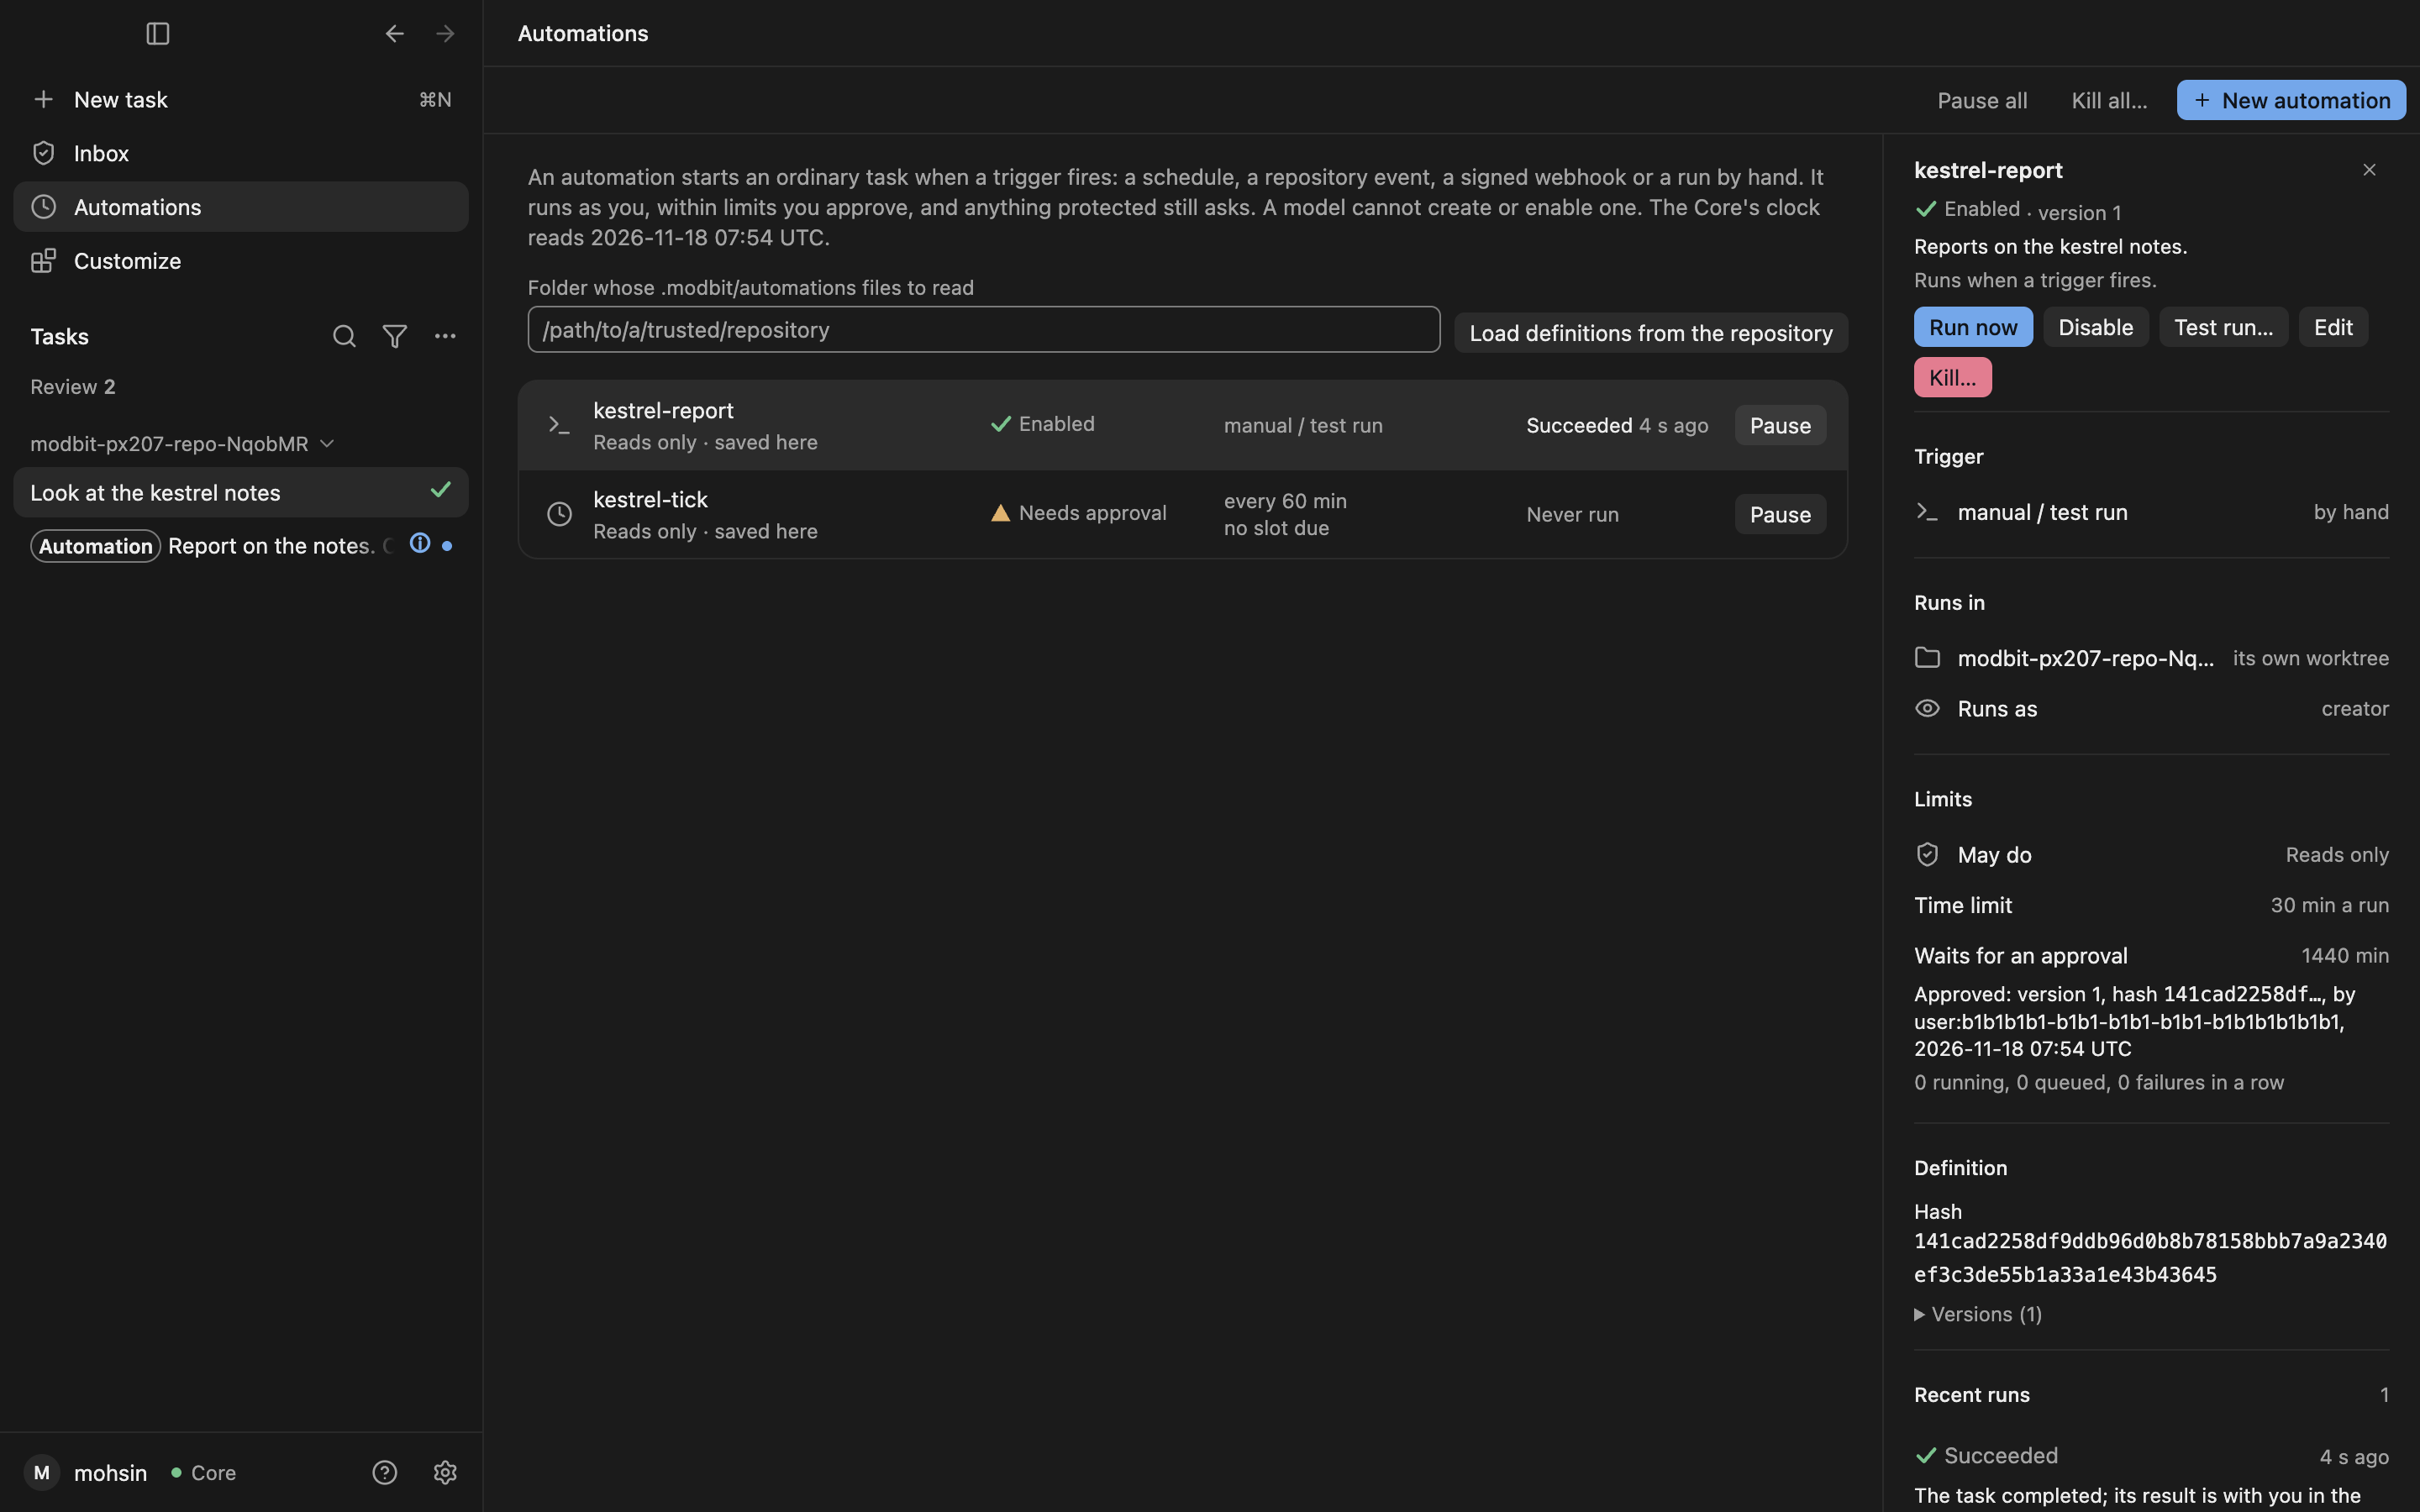 Automations
New task ⌘N
Inbox
Automations
Customize
Tasks
Review 2
modbit-px207-repo-NqobMR
Look at the kestrel notes
Automation Report on the notes.
M mohsin Core
Pause all Kill all... + New automation
An automation starts an ordinary task when a trigger fires: a schedule, a repository event, a signed webhook or a run by hand. It
runs as you, within limits you approve, and anything protected still asks. A model cannot create or enable one. The Core's clock
reads 2026-11-18 07:54 UTC.
Folder whose .modbit/automations files to read
/path/to/a/trusted/repository
Load definitions from the repository
kestrel-report
Reads only · saved here
Enabled
manual / test run
Succeeded 4 s ago
Pause
kestrel-tick
Reads only · saved here
Needs approval
every 60 min
no slot due
Never run
Pause
kestrel-report
Enabled · version 1
Reports on the kestrel notes.
Runs when a trigger fires.
Run now Disable Test run... Edit
Kill...
Trigger
manual / test run by hand
Runs in
modbit-px207-repo-Nq... its own worktree
Runs as creator
Limits
May do Reads only
Time limit 30 min a run
Waits for an approval 1440 min
Approved: version 1, hash 141cad2258df…, by
user:b1b1b1b1-b1b1-b1b1-b1b1-b1b1b1b1b1b1,
2026-11-18 07:54 UTC
0 running, 0 queued, 0 failures in a row
Definition
Hash
141cad2258df9ddb96d0b8b78158bbb7a9a2340
ef3c3de55b1a33a1e43b43645
Versions (1)
Recent runs 1
Succeeded 4 s ago
The task completed; its result is with you in the